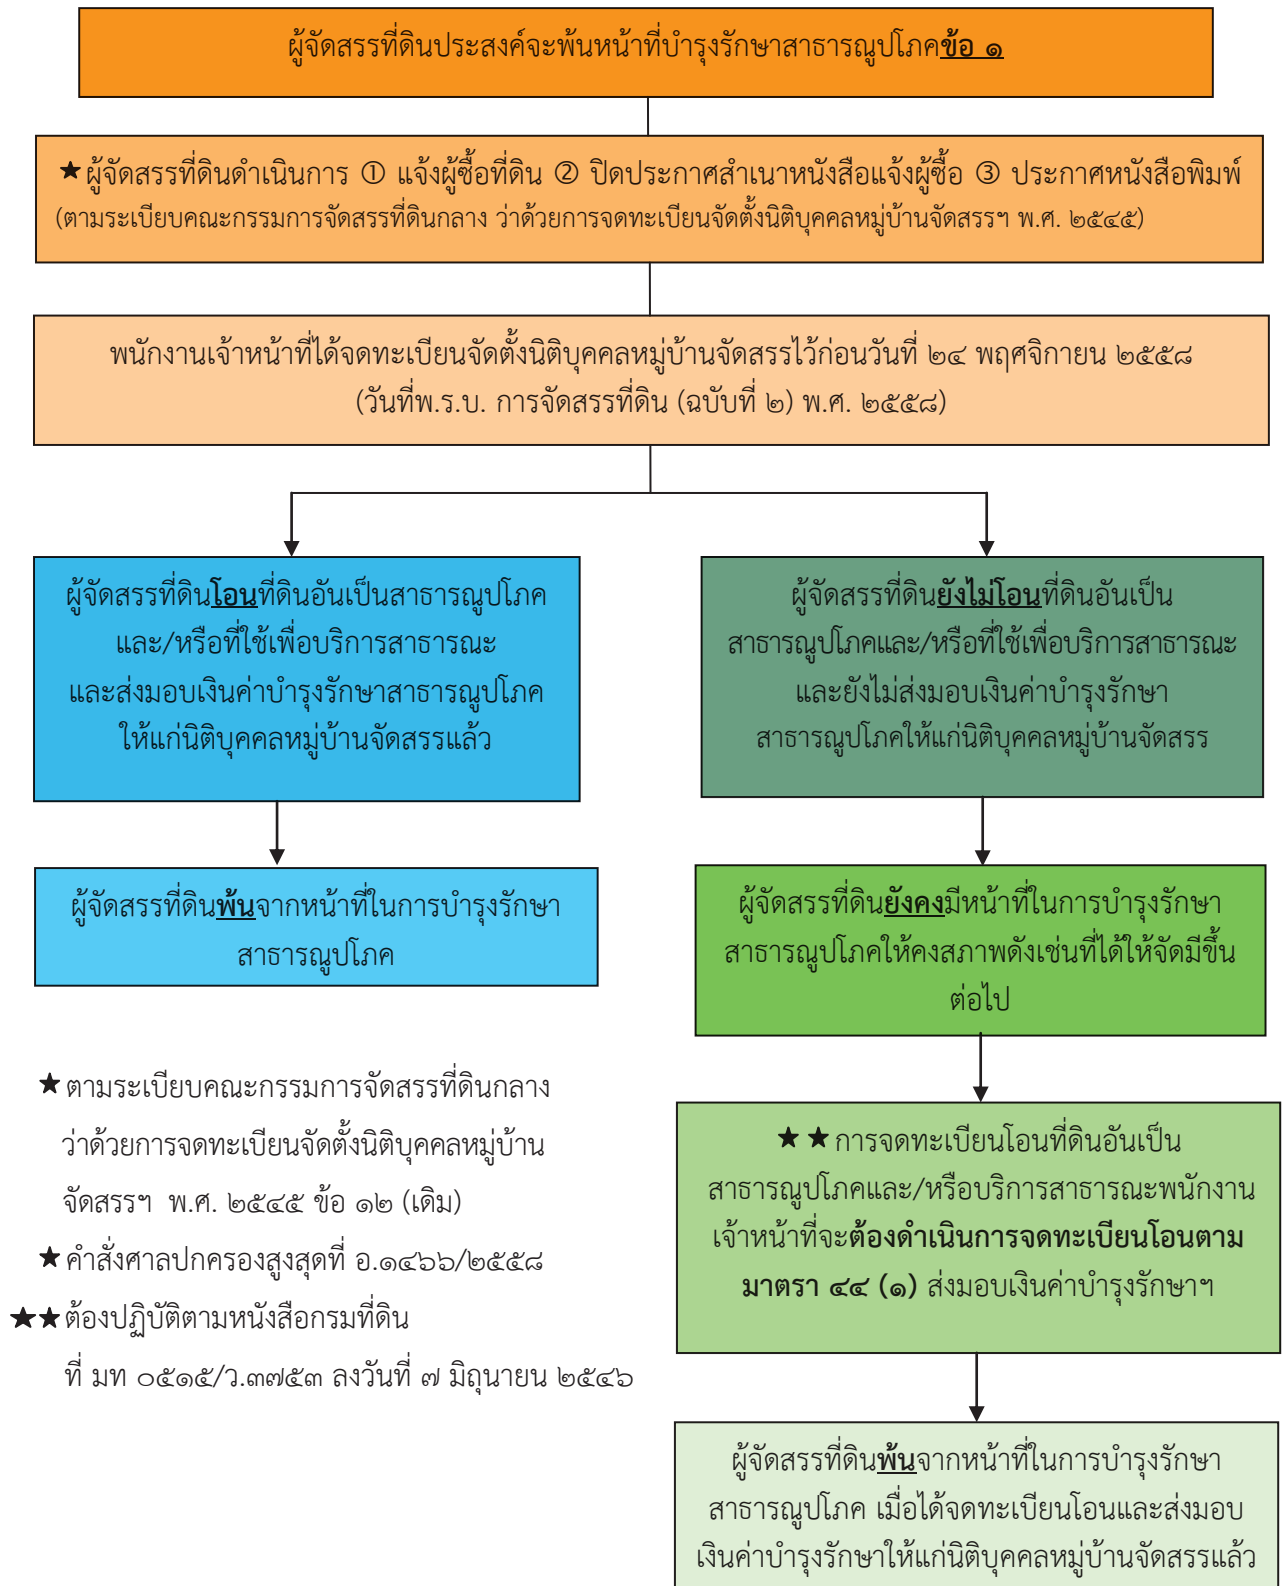 ผู้จัดสรรที่ดินประสงค์จะพ้นหน้าที่บำรุงรักษาสาธารณูปโภคข้อ ๑
★ ผู้จัดสรรที่ดินดำเนินการ ① แจ้งผู้ซื้อที่ดิน ② ปิดประกาศสำเนาหนังสือแจ้งผู้ซื้อ ③ ประกาศหนังสือพิมพ์
(ตามระเบียบคณะกรรมการจัดสรรที่ดินกลาง ว่าด้วยการจดทะเบียนจัดตั้งนิติบุคคลหมู่บ้านจัดสรรฯ พ.ศ. ๒๕๔๕)
พนักงานเจ้าหน้าที่ได้จดทะเบียนจัดตั้งนิติบุคคลหมู่บ้านจัดสรรไว้ก่อนวันที่ ๒๔ พฤศจิกายน ๒๕๕๘
(วันที่พ.ร.บ. การจัดสรรที่ดิน (ฉบับที่ ๒) พ.ศ. ๒๕๕๘)
ผู้จัดสรรที่ดินโอนที่ดินอันเป็นสาธารณูปโภค
และ/หรือที่ใช้เพื่อบริการสาธารณะ
และส่งมอบเงินค่าบำรุงรักษาสาธารณูปโภค
ให้แก่นิติบุคคลหมู่บ้านจัดสรรแล้ว
ผู้จัดสรรที่ดินพ้นจากหน้าที่ในการบำรุงรักษา
สาธารณูปโภค
ผู้จัดสรรที่ดินยังไม่โอนที่ดินอันเป็น
สาธารณูปโภคและ/หรือที่ใช้เพื่อบริการสาธารณะ
และยังไม่ส่งมอบเงินค่าบำรุงรักษา
สาธารณูปโภคให้แก่นิติบุคคลหมู่บ้านจัดสรร
ผู้จัดสรรที่ดินยังคงมีหน้าที่ในการบำรุงรักษา
สาธารณูปโภคให้คงสภาพดังเช่นที่ได้ให้จัดมีขึ้น
ต่อไป
★ ★ การจดทะเบียนโอนที่ดินอันเป็น
สาธารณูปโภคและ/หรือบริการสาธารณะพนักงาน
เจ้าหน้าที่จะต้องดำเนินการจดทะเบียนโอนตาม
มาตรา ๔๔ (๑) ส่งมอบเงินค่าบำรุงรักษาฯ
ผู้จัดสรรที่ดินพ้นจากหน้าที่ในการบำรุงรักษา
สาธารณูปโภค เมื่อได้จดทะเบียนโอนและส่งมอบ
เงินค่าบำรุงรักษาให้แก่นิติบุคคลหมู่บ้านจัดสรรแล้ว
★ ตามระเบียบคณะกรรมการจัดสรรที่ดินกลาง
ว่าด้วยการจดทะเบียนจัดตั้งนิติบุคคลหมู่บ้าน
จัดสรรฯ พ.ศ. ๒๕๔๕ ข้อ ๑๒ (เดิม)
★ คำสั่งศาลปกครองสูงสุดที่ อ.๑๔๖๖/๒๕๕๘
★★ ต้องปฏิบัติตามหนังสือกรมที่ดิน
ที่ มท ๐๕๑๕/ว.๓๗๕๓ ลงวันที่ ๗ มิถุนายน ๒๕๔๖